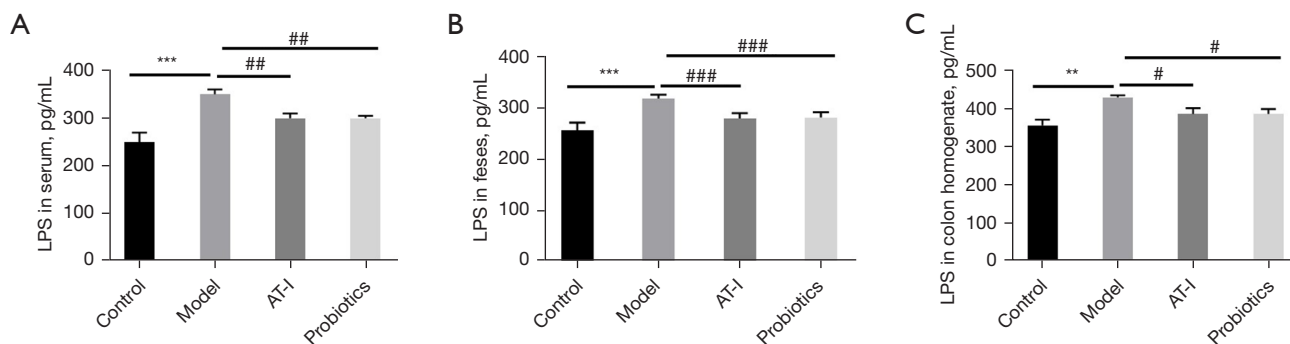 A
LPS in serum, pg/mL
400
300
200
100
0
***
##
##
Control
Model
AT-I
Probiotics
B
LPS in feses, pg/mL
400
300
200
100
0
***
###
###
Control
Model
AT-I
Probiotics
C
LPS in colon homogenate, pg/mL
500
400
300
200
100
0
**
#
#
Control
Model
AT-I
Probiotics